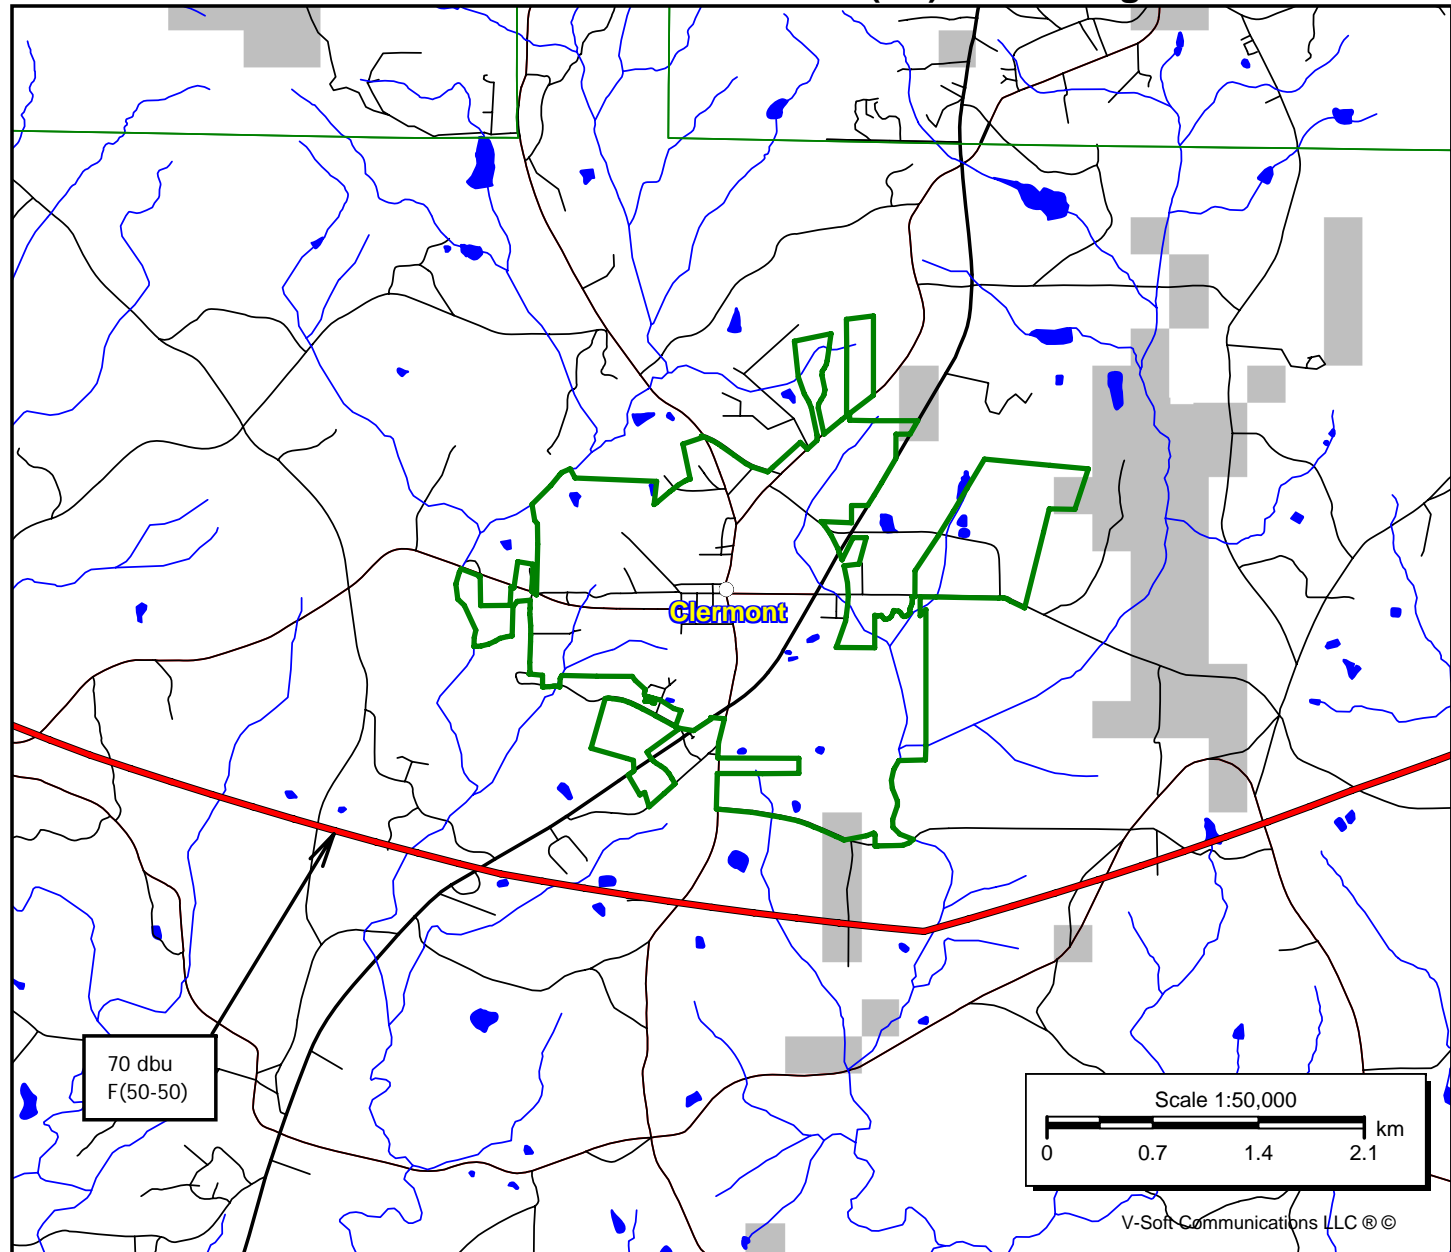 Clermont
70 dbu
F(50-50)
Scale 1:50,000
km
0 0.7 1.4 2.1
V-Soft Communications LLC ® ©